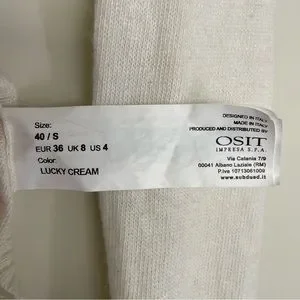 Size:
40 / S
EUR 36 UK 8 US 4
Color:
LUCKY CREAM
DESIGNED IN ITALY
MADE IN ITALY
PRODUCED AND DISTRIBUTED BY
OSIT
IMPRESA S.P.A.
Via Catania 7/9
00041 Albano Laziale (RM)
P.Iva 10713061009
www.subdued.it